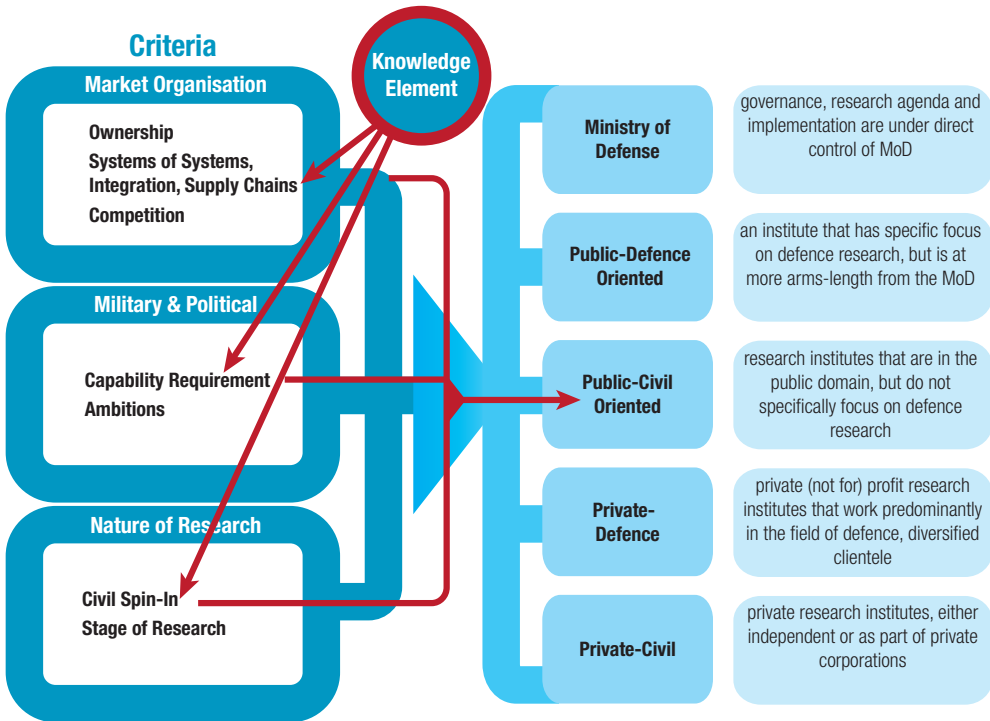 Criteria
Knowledge
Element
Market Organisation
Ownership
Systems of Systems,
Integration, Supply Chains
Competition
Military & Political
Capability Requirement
Ambitions
Nature of Research
Civil Spin-In
Stage of Research
Ministry of
Defense
governance, research agenda and
implementation are under direct
control of MoD
Public-Defence
Oriented
an institute that has specific focus
on defence research, but is at
more arms-length from the MoD
Public-Civil
Oriented
research institutes that are in the
public domain, but do not
specifically focus on defence
research
Private-
Defence
private (not for) profit research
institutes that work predominantly
in the field of defence, diversified
clientele
Private-Civil
private research institutes, either
independent or as part of private
corporations